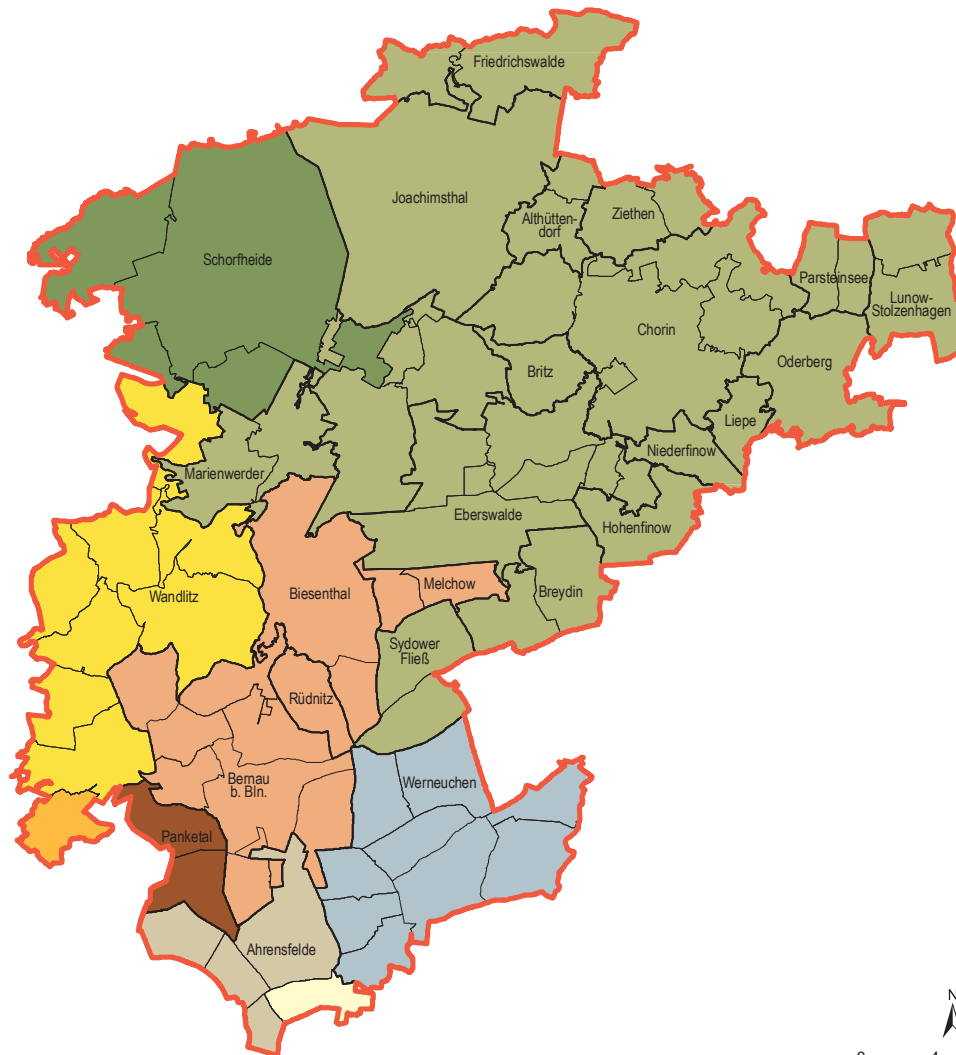 Friedrichswalde
Joachimsthal
Althütten-
dorf
Ziethen
Schorfheide
Parsteinsee
Lunow-
Stolzenhagen
Chorin
Britz
Oderberg
Liepe
Niederfinow
Marienwerder
Eberswalde
Hohenfinow
Wandlitz
Biesenthal
Melchow
Breydin
Sydower
Fließ
Rüdnitz
Bernau
b. Bln.
Werneuchen
Panketal
Ahrensfelde
N